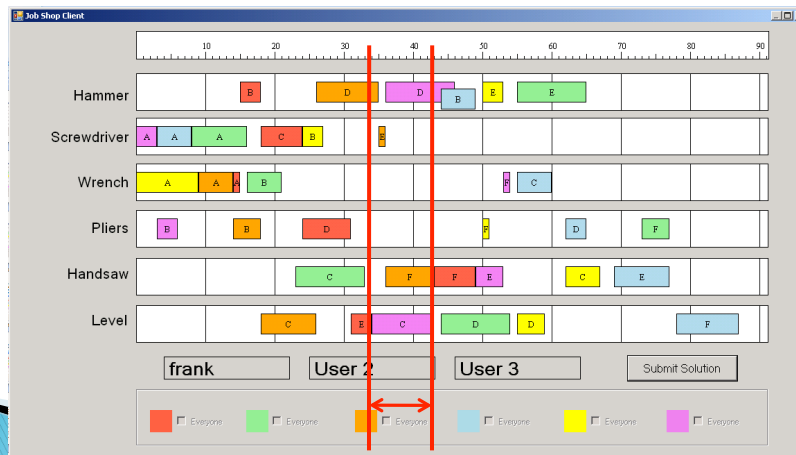 Job Shop Client
10 20 30 40 50 60 70 80 90
Hammer B D D B E E
Screwdriver A A A C B E
Wrench A A A B F C
Pliers B B D F D F
Handsaw C F F E C E
Level C E C D D F
frank User 2 User 3 Submit Solution
Everyone Everyone Everyone Everyone Everyone Everyone